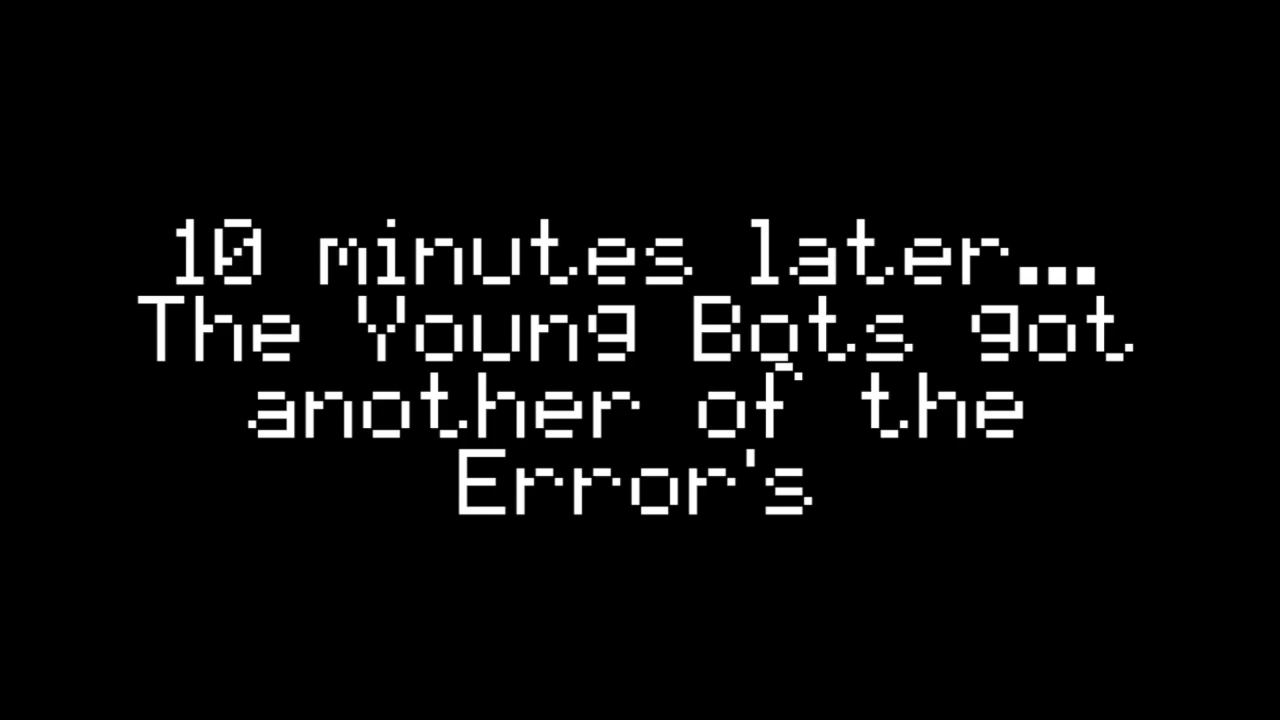 10 minutes later...
The Young Bots got
another of the
Error's